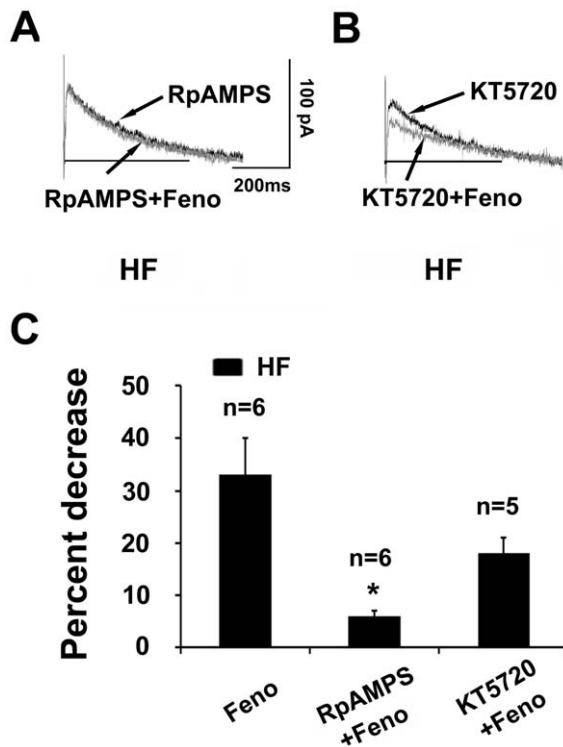 A
B
RpAMPS
100 pA
KT5720
RpAMPS+Feno
200ms
KT5720+Feno
HF
HF
C
Percent decrease
HF
50
40
30
20
10
0
n=6
n=6
*
n=5
Feno
RpAMPS
+Feno
KT5720
+Feno